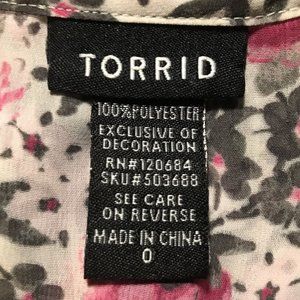 TORRID
100% POLYESTER
EXCLUSIVE OF
DECORATION
RN#120684
SKU#503688
SEE CARE
ON REVERSE
MADE IN CHINA
0